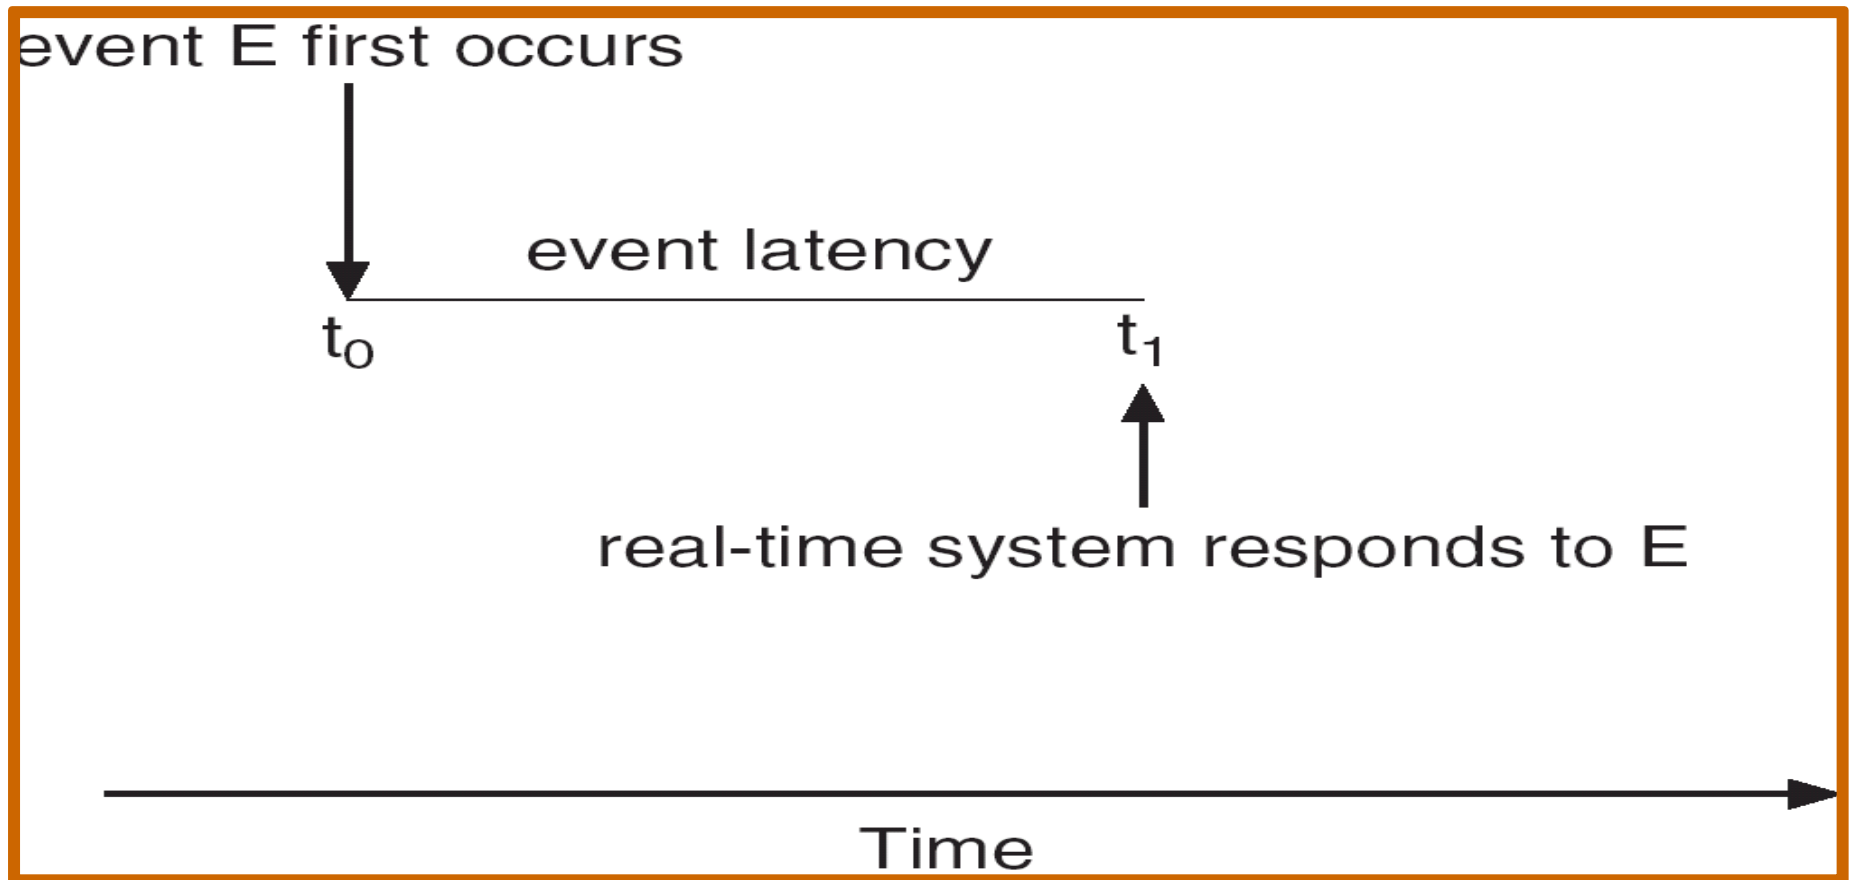 event E first occurs
event latency
t₀
t₁
real-time system responds to E
Time